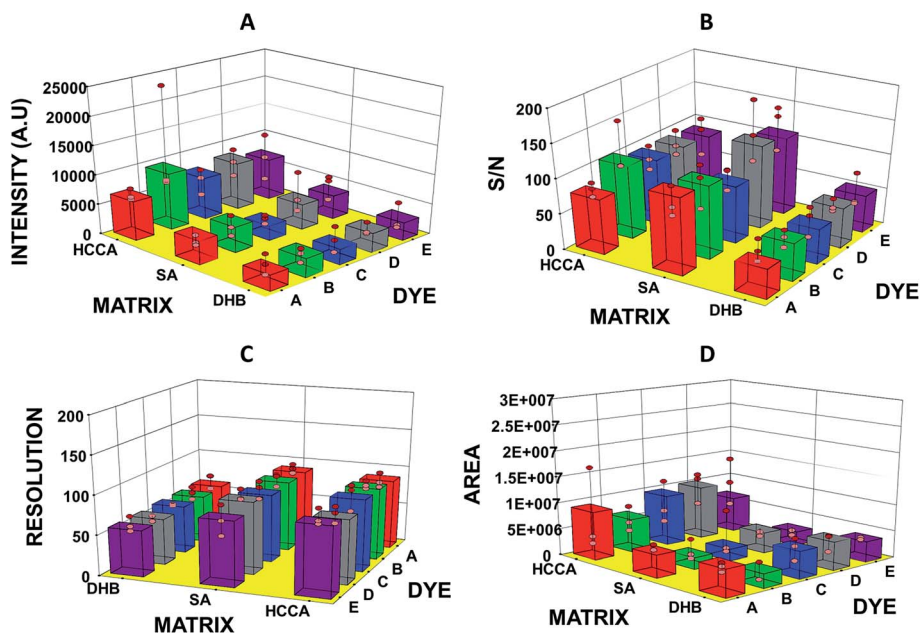 A
INTENSITY (A.U)
25000
20000
15000
10000
5000
0
HCCA
SA
DHB
MATRIX
A
B
C
D
E
DYE
B
S/N
200
150
100
50
0
HCCA
SA
DHB
MATRIX
A
B
C
D
E
DYE
C
RESOLUTION
200
150
100
50
0
DHB
SA
HCCA
MATRIX
E
D
C
B
A
DYE
D
AREA
3E+007
2.5E+007
2E+007
1.5E+007
1E+007
5E+006
0
HCCA
SA
DHB
MATRIX
A
B
C
D
E
DYE